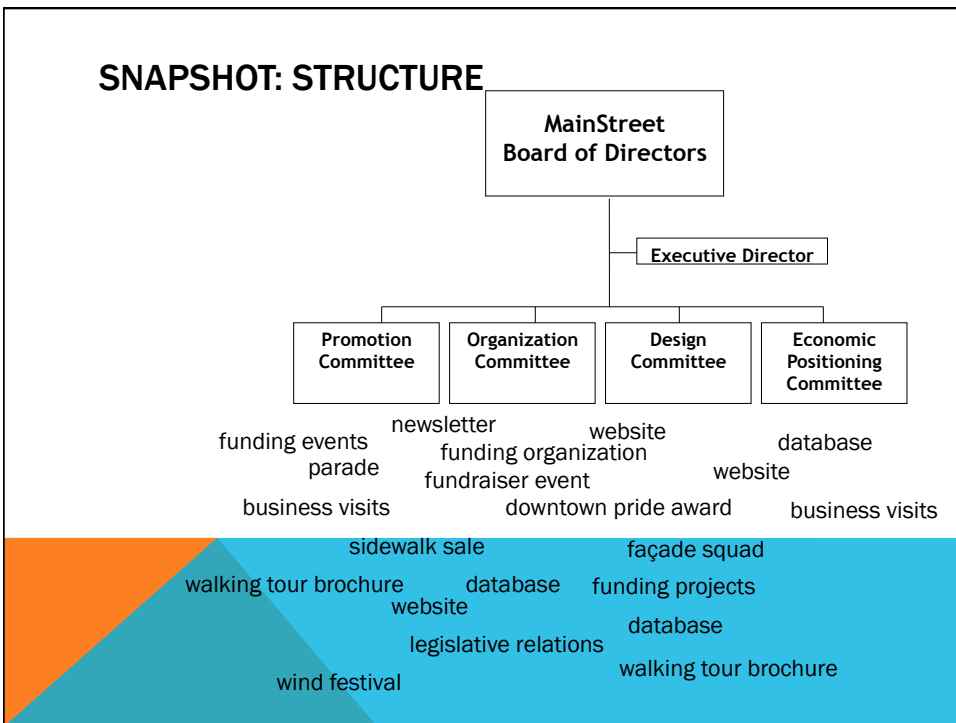 SNAPSHOT: STRUCTURE
MainStreet
Board of Directors
Executive Director
Promotion
Committee
Organization
Committee
Design
Committee
Economic
Positioning
Committee
newsletter
website
funding events
database
funding organization
parade
website
fundraiser event
business visits
downtown pride award
business visits
sidewalk sale
façade squad
walking tour brochure
database
funding projects
website
database
legislative relations
walking tour brochure
wind festival